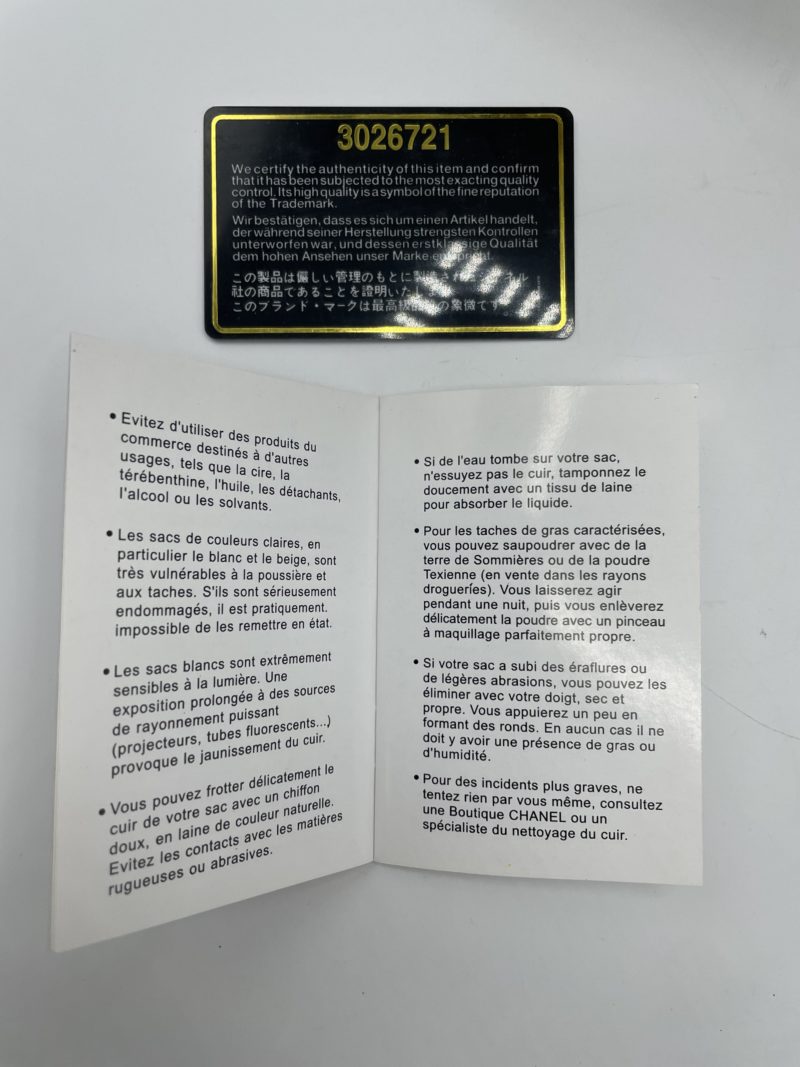 3026721
We certify the authenticity of this item and confirm
that it has been subjected to the most exacting quality
control. Its high quality is a symbol of the fine reputation
of the Trademark.
Wir bestätigen, dass es sich um einen Artikel handelt,
der während seiner Herstellung strengsten Kontrollen
unterworfen war, und dessen erstklassige Qualität
dem hohen Ansehen unser Marke entspricht.
この製品は厳しい管理のもとに製造された
社の商品であることを証明いたし
このブランド・マークは最高級 の象徴です。
• Evitez d'utiliser des produits du
commerce destinés à d'autres
usages, tels que la cire, la
térébenthine, l'huile, les détachants,
l'alcool ou les solvants.
• Les sacs de couleurs claires, en
particulier le blanc et le beige, sont
très vulnérables à la poussière et
aux taches. S'ils sont sérieusement
endommagés, il est pratiquement.
impossible de les remettre en état.
• Les sacs blancs sont extrêmement
sensibles à la lumière. Une
exposition prolongée à des sources
de rayonnement puissant
(projecteurs, tubes fluorescents...)
provoque le jaunissement du cuir.
• Vous pouvez frotter délicatement le
cuir de votre sac avec un chiffon
doux, en laine de couleur naturelle.
Evitez les contacts avec les matières
rugueuses ou abrasives.
• Si de l'eau tombe sur votre sac,
n'essuyez pas le cuir, tamponnez le
doucement avec un tissu de laine
pour absorber le liquide.
• Pour les taches de gras caractérisées,
vous pouvez saupoudrer avec de la
terre de Sommières ou de la poudre
Texienne (en vente dans les rayons
drogueríes). Vous laisserez agir
pendant une nuit, puis vous enlèverez
délicatement la poudre avec un pinceau
à maquillage parfaitement propre.
• Si votre sac a subi des éraflures ou
de légères abrasions, vous pouvez les
éliminer avec votre doigt, sec et
propre. Vous appuierez un peu en
formant des ronds. En aucun cas il ne
doit y avoir une présence de gras ou
d'humidité.
• Pour des incidents plus graves, ne
tentez rien par vous même, consultez
une Boutique CHANEL ou un
spécialiste du nettoyage du cuir.